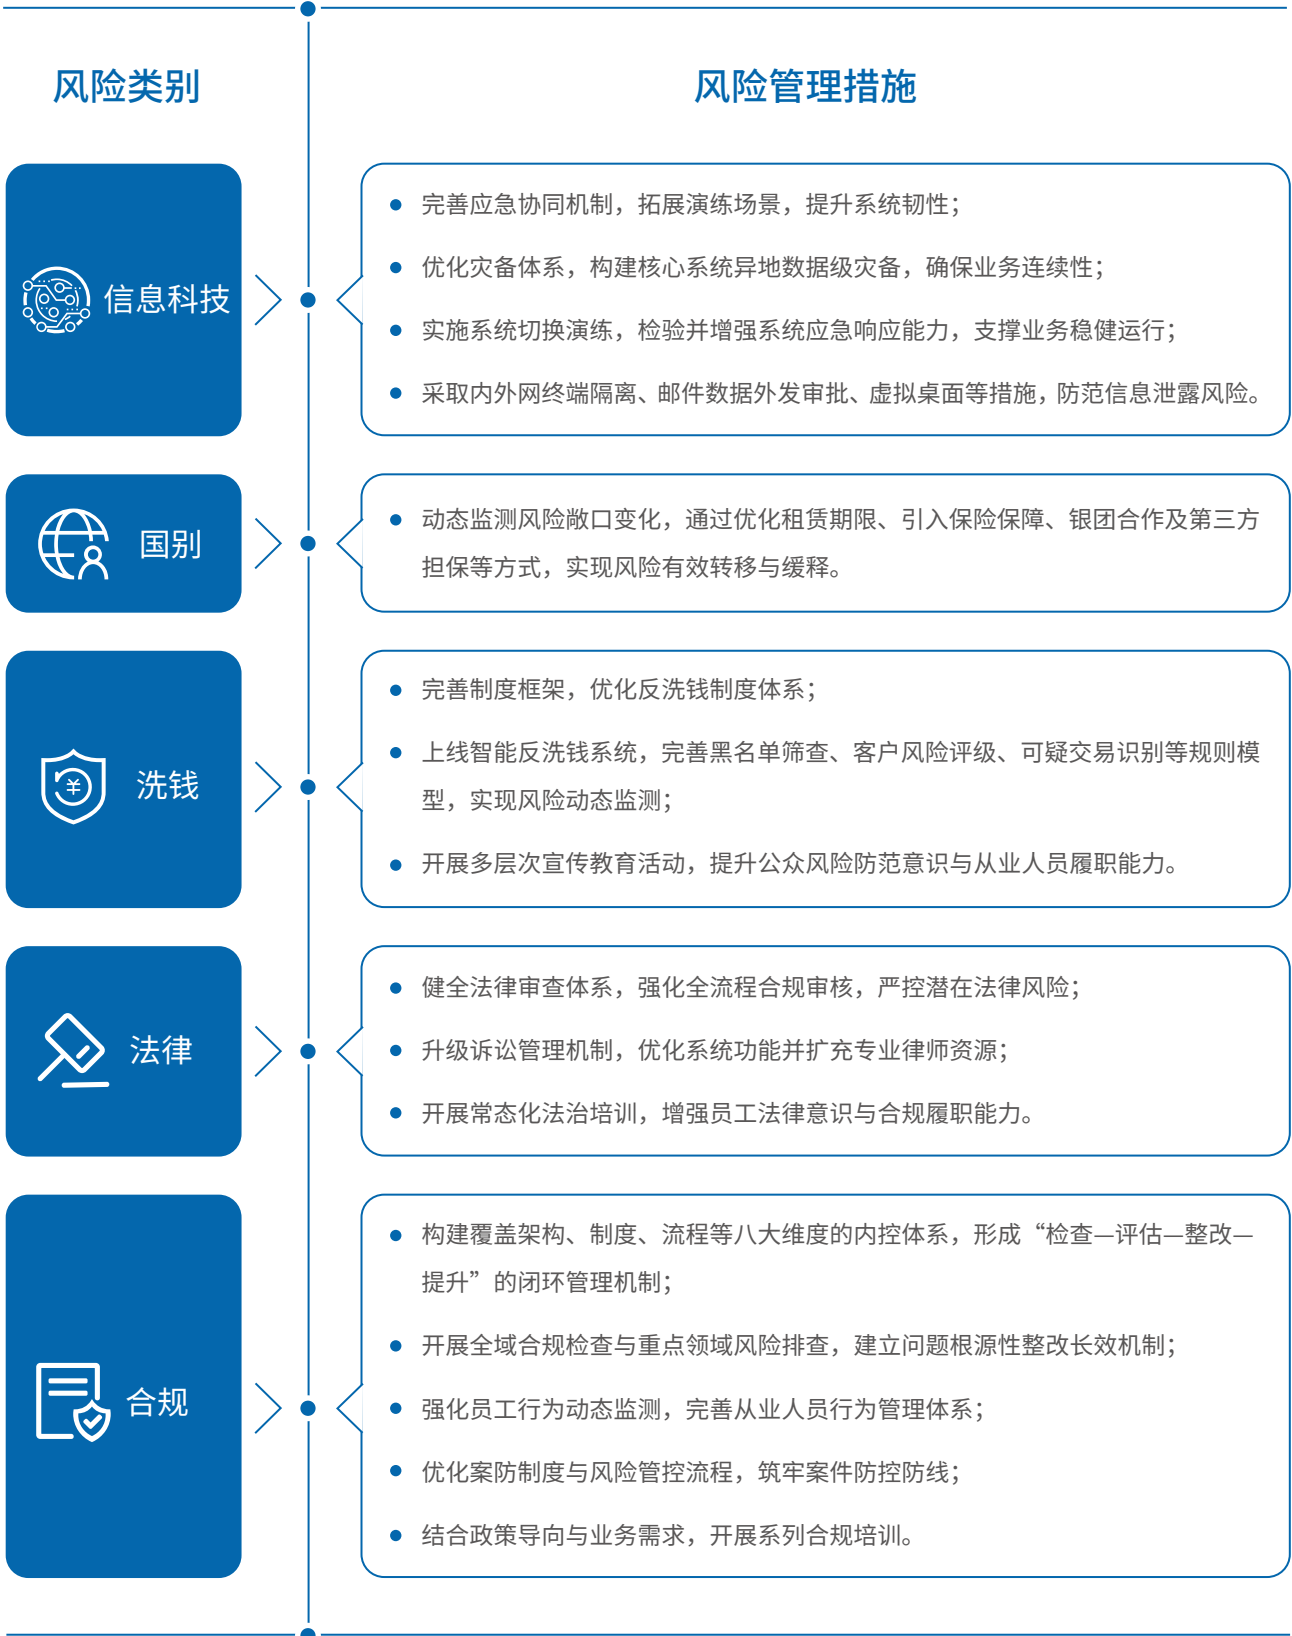 风险类别
风险管理措施
信息科技
完善应急协同机制，拓展演练场景，提升系统韧性；
优化灾备体系，构建核心系统异地数据级灾备，确保业务连续性；
实施系统切换演练，检验并增强系统应急响应能力，支撑业务稳健运行；
采取内外网终端隔离、邮件数据外发审批、虚拟桌面等措施，防范信息泄露风险。
国别
动态监测风险敞口变化，通过优化租赁期限、引入保险保障、银团合作及第三方
担保等方式，实现风险有效转移与缓释。
洗钱
完善制度框架，优化反洗钱制度体系；
上线智能反洗钱系统，完善黑名单筛查、客户风险评级、可疑交易识别等规则模
型，实现风险动态监测；
开展多层次宣传教育活动，提升公众风险防范意识与从业人员履职能力。
法律
健全法律审查体系，强化全流程合规审核，严控潜在法律风险；
升级诉讼管理机制，优化系统功能并扩充专业律师资源；
开展常态化法治培训，增强员工法律意识与合规履职能力。
合规
构建覆盖架构、制度、流程等八大维度的内控体系，形成“检查—评估—整改—
提升”的闭环管理机制；
开展全域合规检查与重点领域风险排查，建立问题根源性整改长效机制；
强化员工行为动态监测，完善从业人员行为管理体系；
优化案防制度与风险管控流程，筑牢案件防控防线；
结合政策导向与业务需求，开展系列合规培训。